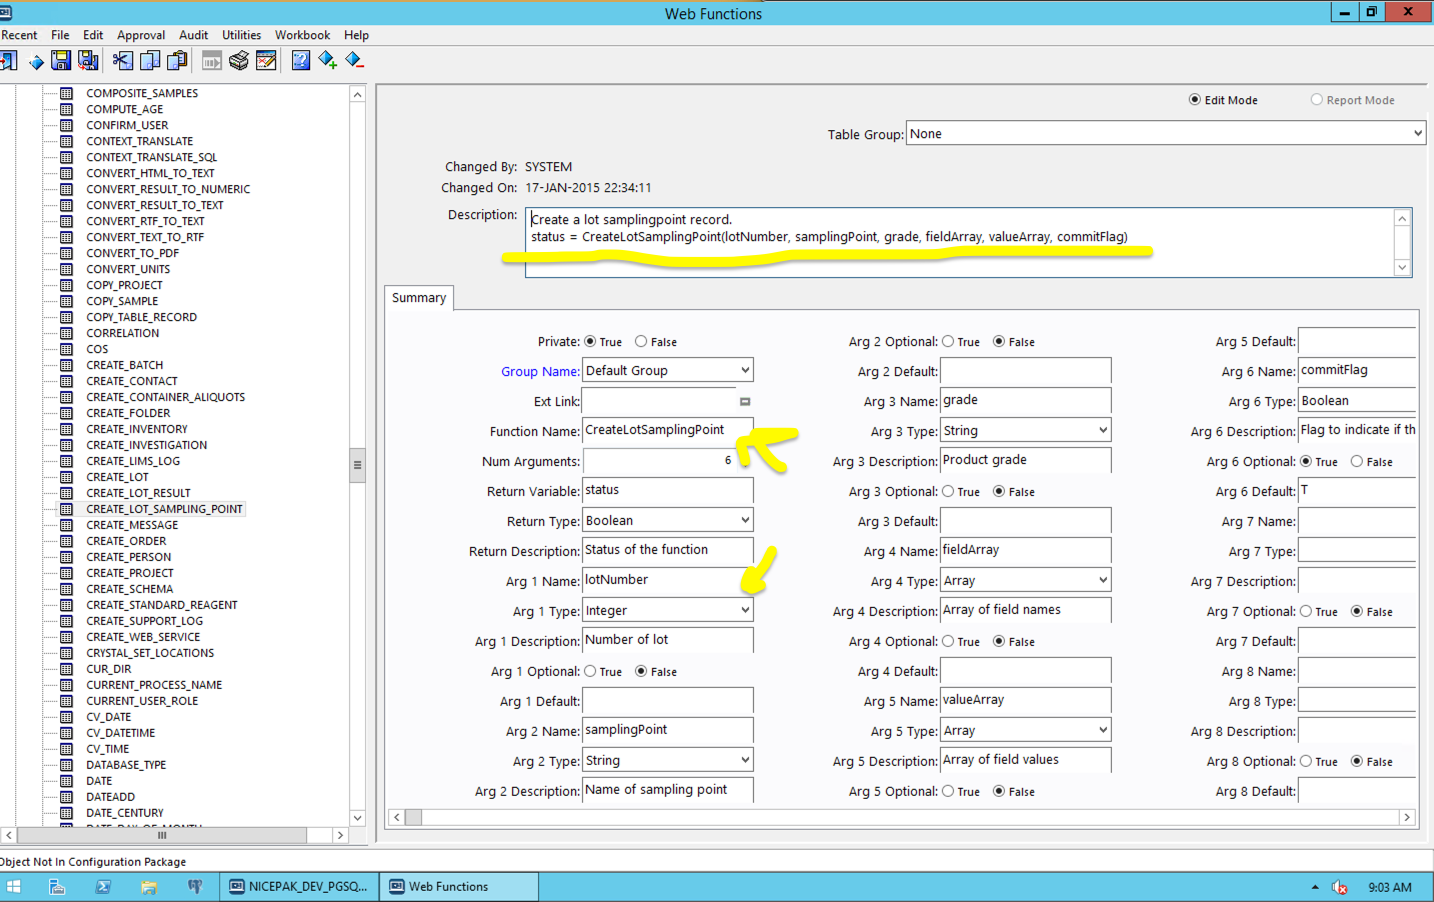 Web Functions
Recent File Edit Approval Audit Utilities Workbook Help
COMPOSITE_SAMPLES
COMPUTE_AGE
CONFIRM_USER
CONTEXT_TRANSLATE
CONTEXT_TRANSLATE_SQL
CONVERT_HTML_TO_TEXT
CONVERT_RESULT_TO_NUMERIC
CONVERT_RESULT_TO_TEXT
CONVERT_RTF_TO_TEXT
CONVERT_TEXT_TO_RTF
CONVERT_TO_PDF
CONVERT_UNITS
COPY_PROJECT
COPY_SAMPLE
COPY_TABLE_RECORD
CORRELATION
COS
CREATE_BATCH
CREATE_CONTACT
CREATE_CONTAINER_ALIQUOTS
CREATE_FOLDER
CREATE_INVENTORY
CREATE_INVESTIGATION
CREATE_LIMS_LOG
CREATE_LOT
CREATE_LOT_RESULT
CREATE_LOT_SAMPLING_POINT
CREATE_MESSAGE
CREATE_ORDER
CREATE_PERSON
CREATE_PROJECT
CREATE_SCHEMA
CREATE_STANDARD_REAGENT
CREATE_SUPPORT_LOG
CREATE_WEB_SERVICE
CRYSTAL_SET_LOCATIONS
CUR_DIR
CURRENT_PROCESS_NAME
CURRENT_USER_ROLE
CV_DATE
CV_DATETIME
CV_TIME
DATABASE_TYPE
DATE
DATEADD
DATE_CENTURY
DATE_DAY_OF_MONTH
Edit Mode Report Mode
Table Group: None
Changed By: SYSTEM
Changed On: 17-JAN-2015 22:34:11
Description: Create a lot samplingpoint record.
status = CreateLotSamplingPoint(lotNumber, samplingPoint, grade, fieldArray, valueArray, commitFlag)
Summary
Private: True False
Group Name: Default Group
Ext Link:
Function Name: CreateLotSamplingPoint
Num Arguments: 6
Return Variable: status
Return Type: Boolean
Return Description: Status of the function
Arg 1 Name: lotNumber
Arg 1 Type: Integer
Arg 1 Description: Number of lot
Arg 1 Optional: True False
Arg 1 Default:
Arg 2 Name: samplingPoint
Arg 2 Type: String
Arg 2 Description: Name of sampling point
Arg 2 Optional: True False
Arg 2 Default:
Arg 3 Name: grade
Arg 3 Type: String
Arg 3 Description: Product grade
Arg 3 Optional: True False
Arg 3 Default:
Arg 4 Name: fieldArray
Arg 4 Type: Array
Arg 4 Description: Array of field names
Arg 4 Optional: True False
Arg 4 Default:
Arg 5 Name: valueArray
Arg 5 Type: Array
Arg 5 Description: Array of field values
Arg 5 Optional: True False
Arg 5 Default:
Arg 6 Name: commitFlag
Arg 6 Type: Boolean
Arg 6 Description: Flag to indicate if th
Arg 6 Optional: True False
Arg 6 Default: T
Arg 7 Name:
Arg 7 Type:
Arg 7 Description:
Arg 7 Optional: True False
Arg 7 Default:
Arg 8 Name:
Arg 8 Type:
Arg 8 Description:
Arg 8 Optional: True False
Arg 8 Default:
Object Not In Configuration Package
NICEPAK_DEV_PGSQ... Web Functions 9:03 AM